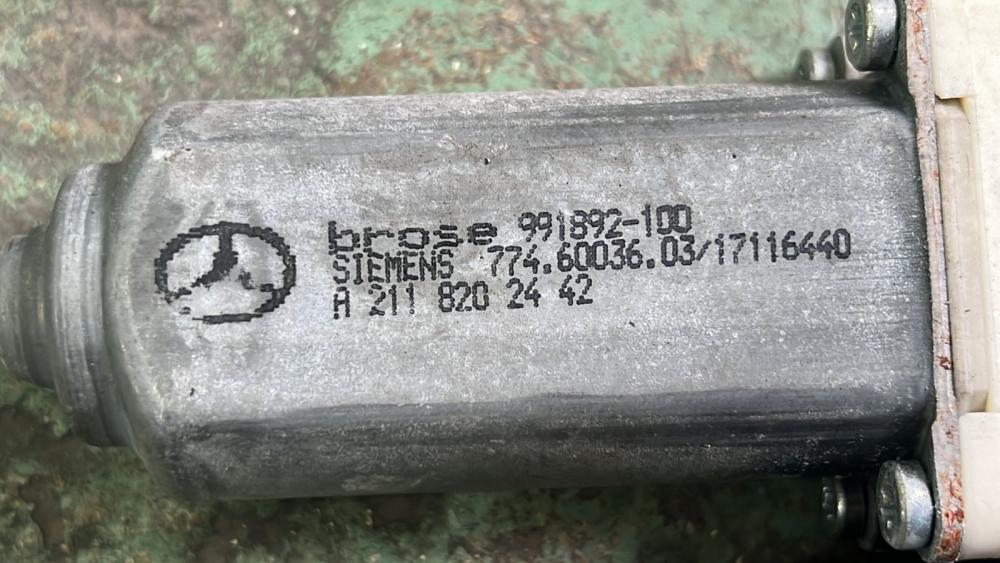 brose 991892-100
SIEMENS 774.60036.03/17116440
A 211 820 24 42